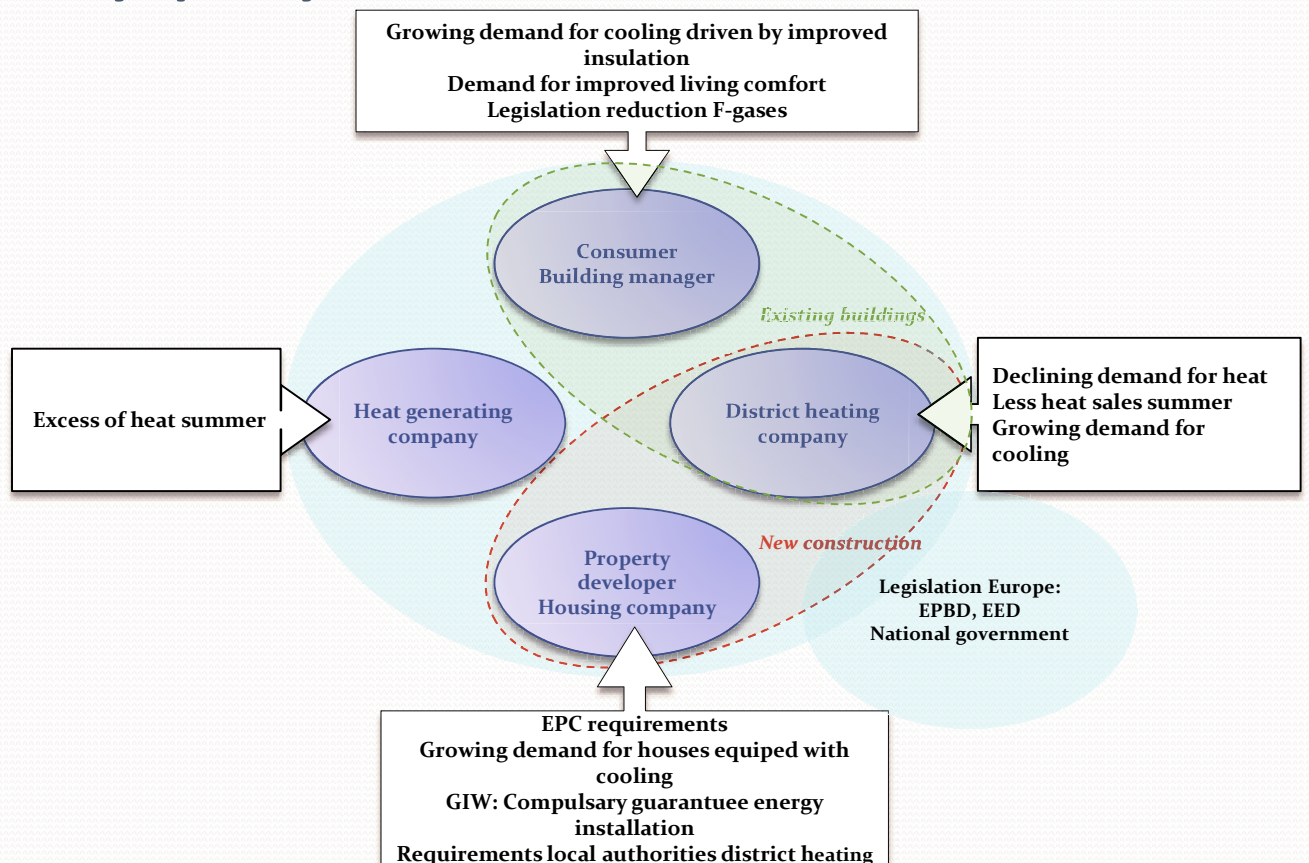 Growing demand for cooling driven by improved
insulation
Demand for improved living comfort
Legislation reduction F-gases
Consumer
Building manager
Existing buildings
Excess of heat summer
Heat generating
company
District heating
company
Declining demand for heat
Less heat sales summer
Growing demand for
cooling
New construction
Property
developer
Housing company
Legislation Europe:
EPBD, EED
National government
EPC requirements
Growing demand for houses equiped with
cooling
GIW: Compulsary guarantuee energy
installation
Requirements local authorities district heating